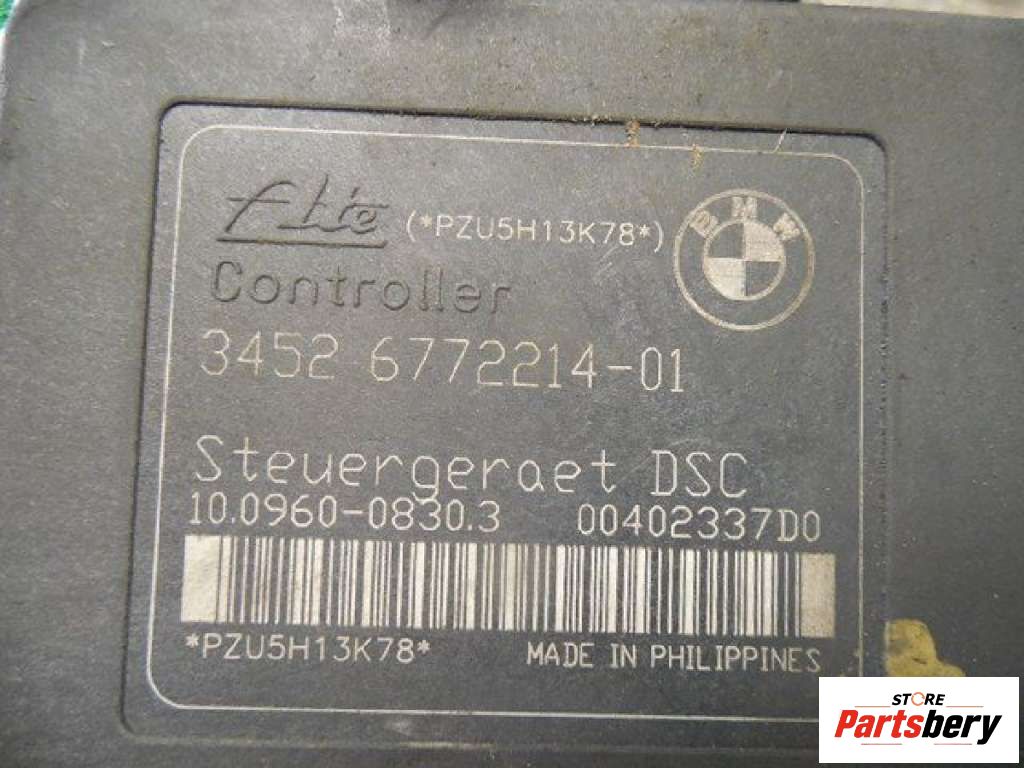 Ate (*PZU5H13K78*)
BMW
Controller
3452 6772214-01
Steuergeraet DSC
10.0960-0830.3 00402337D0
*PZU5H13K78* MADE IN PHILIPPINES
STORE
Partsbery